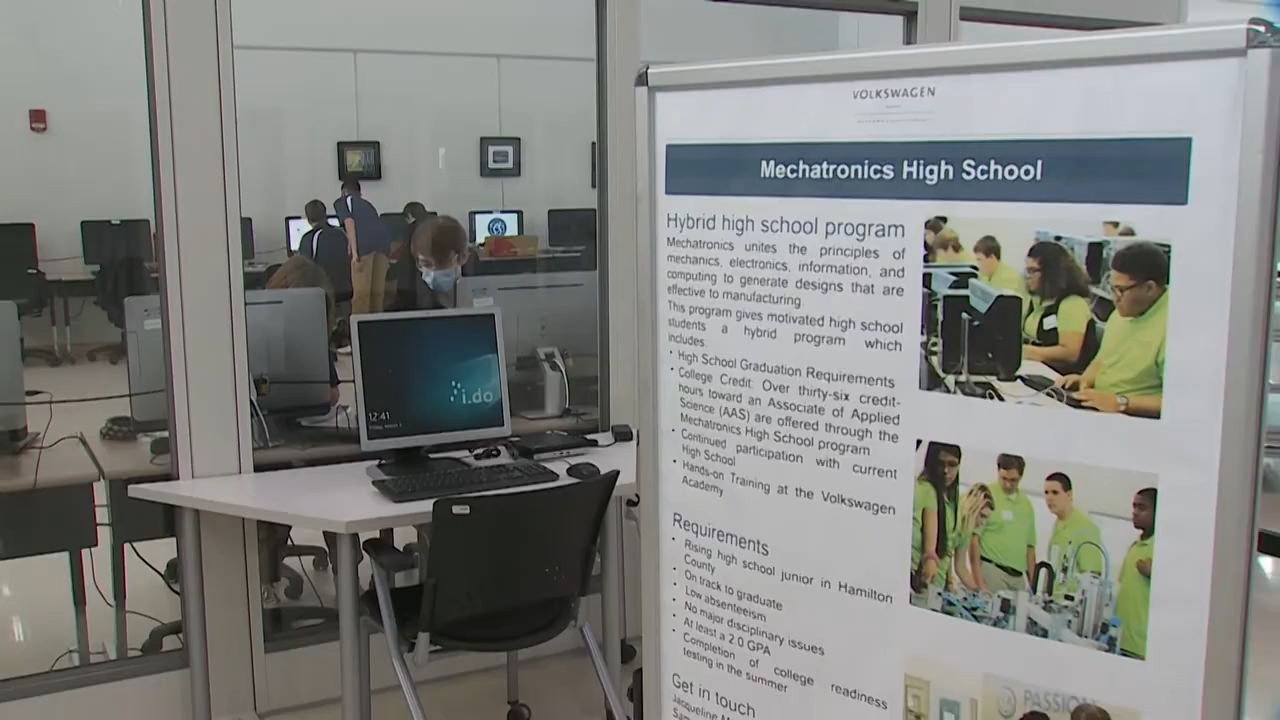 VOLKSWAGEN
Mechatronics High School
Hybrid high school program
Mechatronics unites the principles of
mechanics, electronics, information, and
computing to generate designs that are
effective to manufacturing.
This program gives motivated high school
students a hybrid program which
includes:
• High School Graduation Requirements
• College Credit: Over thirty-six credit-
hours toward an Associate of Applied
Science (AAS) are offered through the
Mechatronics High School program
• Continued participation with current
High School
• Hands-on Training at the Volkswagen
Academy
Requirements
• Rising high school junior in Hamilton
County
• On track to graduate
• Low absenteeism
• No major disciplinary issues
• At least a 2.0 GPA
• Completion of college readiness
testing in the summer
Get in touch
Jacqueline
PASSION
i.do
12:41
Friday, March